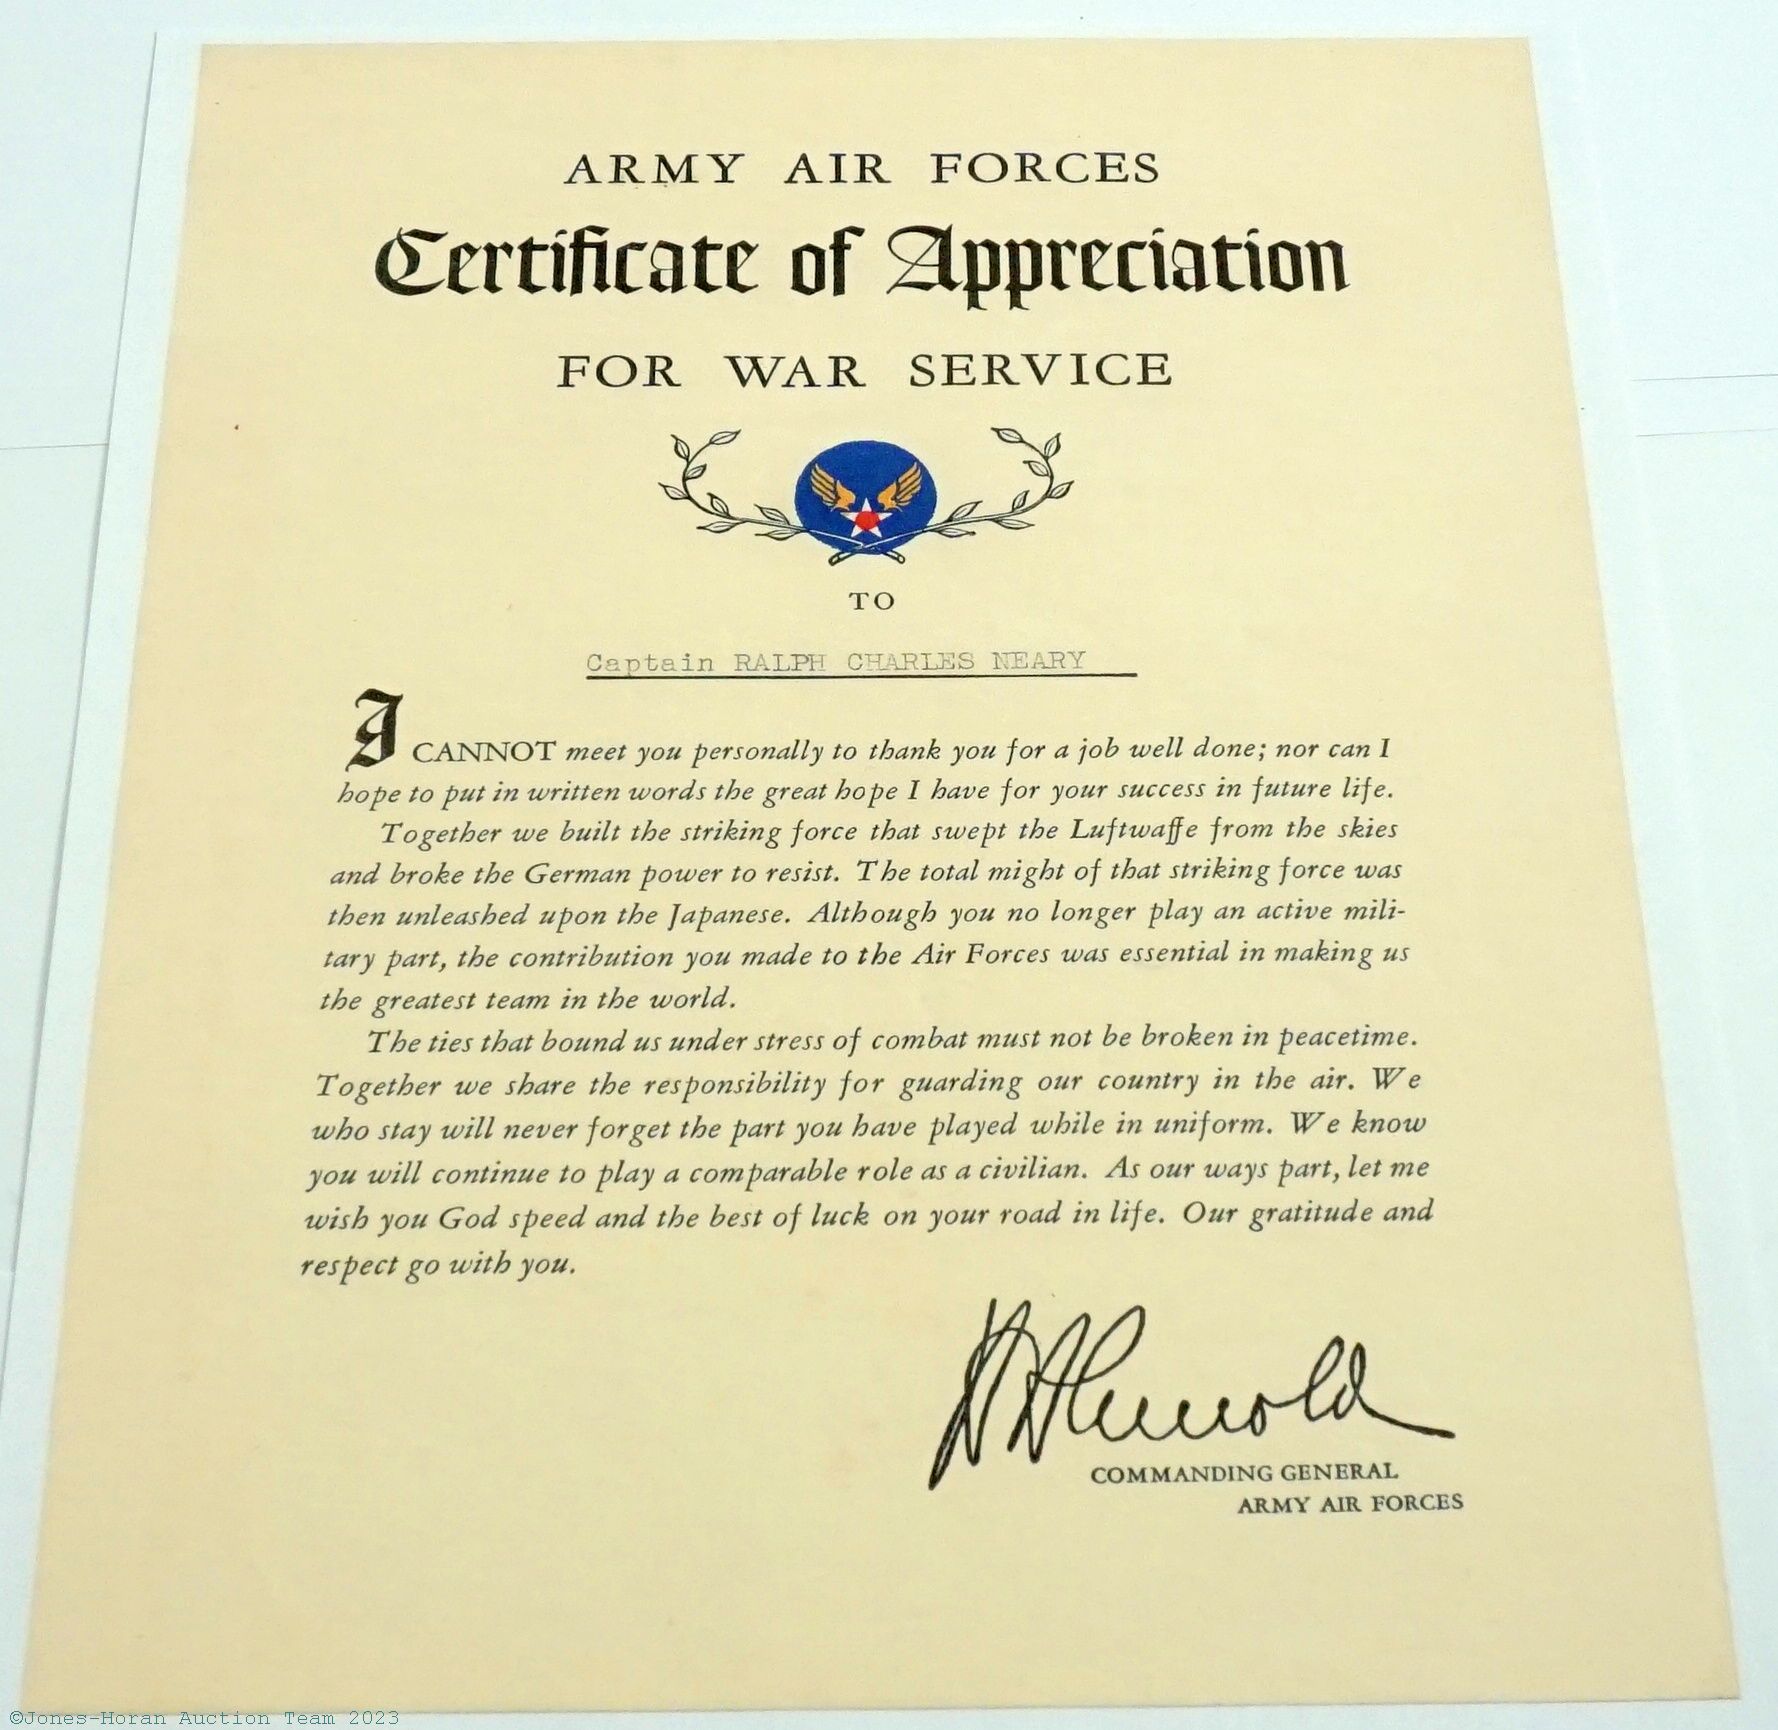 ARMY AIR FORCES
Certificate of Appreciation
FOR WAR SERVICE
TO
Captain RALPH CHARLES NEARY
I CANNOT meet you personally to thank you for a job well done; nor can I
hope to put in written words the great hope I have for your success in future life.
Together we built the striking force that swept the Luftwaffe from the skies
and broke the German power to resist. The total might of that striking force was
then unleashed upon the Japanese. Although you no longer play an active mili-
tary part, the contribution you made to the Air Forces was essential in making us
the greatest team in the world.
The ties that bound us under stress of combat must not be broken in peacetime.
Together we share the responsibility for guarding our country in the air. We
who stay will never forget the part you have played while in uniform. We know
you will continue to play a comparable role as a civilian. As our ways part, let me
wish you God speed and the best of luck on your road in life. Our gratitude and
respect go with you.
HHArnold
COMMANDING GENERAL
ARMY AIR FORCES
©Jones-Horan Auction Team 2023